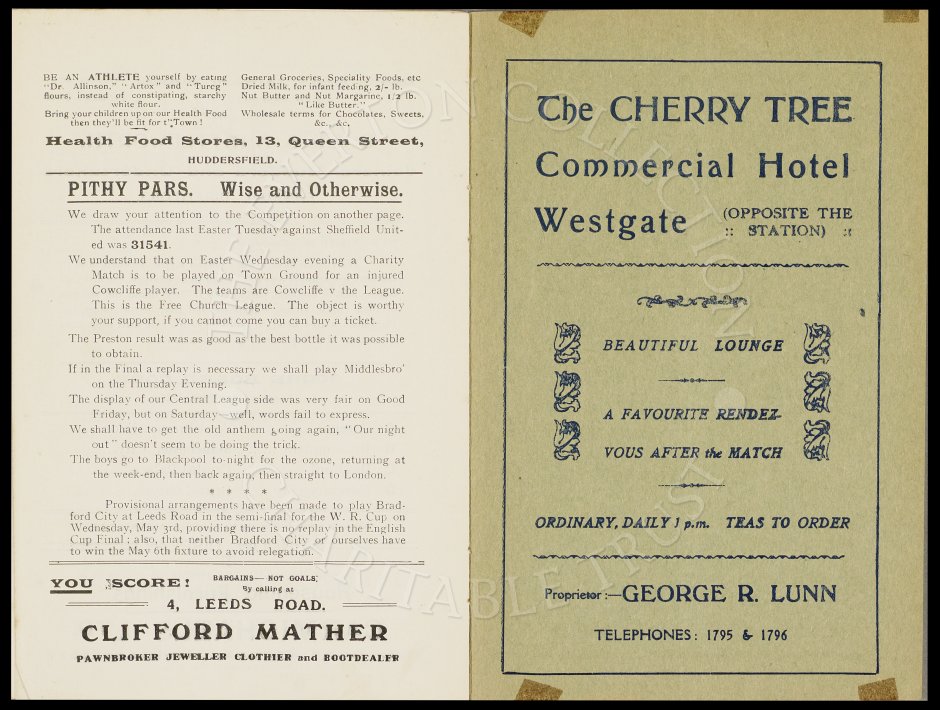 BE AN ATHLETE yourself by eating
"Dr. Allinson," "Artox" and "Tureg"
flours, instead of constipating, starchy
white flour.
Bring your children up on our Health Food
then they'll be fit for t' Town!
General Groceries, Speciality Foods, etc
Dried Milk, for infant feeding, 2/- lb.
Nut Butter and Nut Margarine, 1/2 lb.
"Like Butter."
Wholesale terms for Chocolates, Sweets,
&c., &c.
Health Food Stores, 13, Queen Street,
HUDDERSFIELD.
PITHY PARS. Wise and Otherwise.
We draw your attention to the Competition on another page.
The attendance last Easter Tuesday against Sheffield Unit-
ed was 31541.
We understand that on Easter Wednesday evening a Charity
Match is to be played on Town Ground for an injured
Cowcliffe player. The teams are Cowcliffe v the League.
This is the Free Church League. The object is worthy
your support, if you cannot come you can buy a ticket.
The Preston result was as good as the best bottle it was possible
to obtain.
If in the Final a replay is necessary we shall play Middlesbro'
on the Thursday Evening.
The display of our Central League side was very fair on Good
Friday, but on Saturday—well, words fail to express.
We shall have to get the old anthem going again, "Our night
out" doesn't seem to be doing the trick.
The boys go to Blackpool to-night for the ozone, returning at
the week-end, then back again, then straight to London.
* * * *
Provisional arrangements have been made to play Brad-
ford City at Leeds Road in the semi-final for the W. R. Cup on
Wednesday, May 3rd, providing there is no replay in the English
Cup Final; also, that neither Bradford City or ourselves have
to win the May 6th fixture to avoid relegation.
YOU SCORE! BARGAINS—NOT GOALS,
By calling at
4, LEEDS ROAD.
CLIFFORD MATHER
PAWNBROKER JEWELLER CLOTHIER and BOOTDEALER
The CHERRY TREE
Commercial Hotel
Westgate (OPPOSITE THE
:: STATION) ::
BEAUTIFUL LOUNGE
A FAVOURITE RENDEZ-
VOUS AFTER the MATCH
ORDINARY, DAILY 1 p.m. TEAS TO ORDER
Proprietor:—GEORGE R. LUNN
TELEPHONES: 1795 & 1796